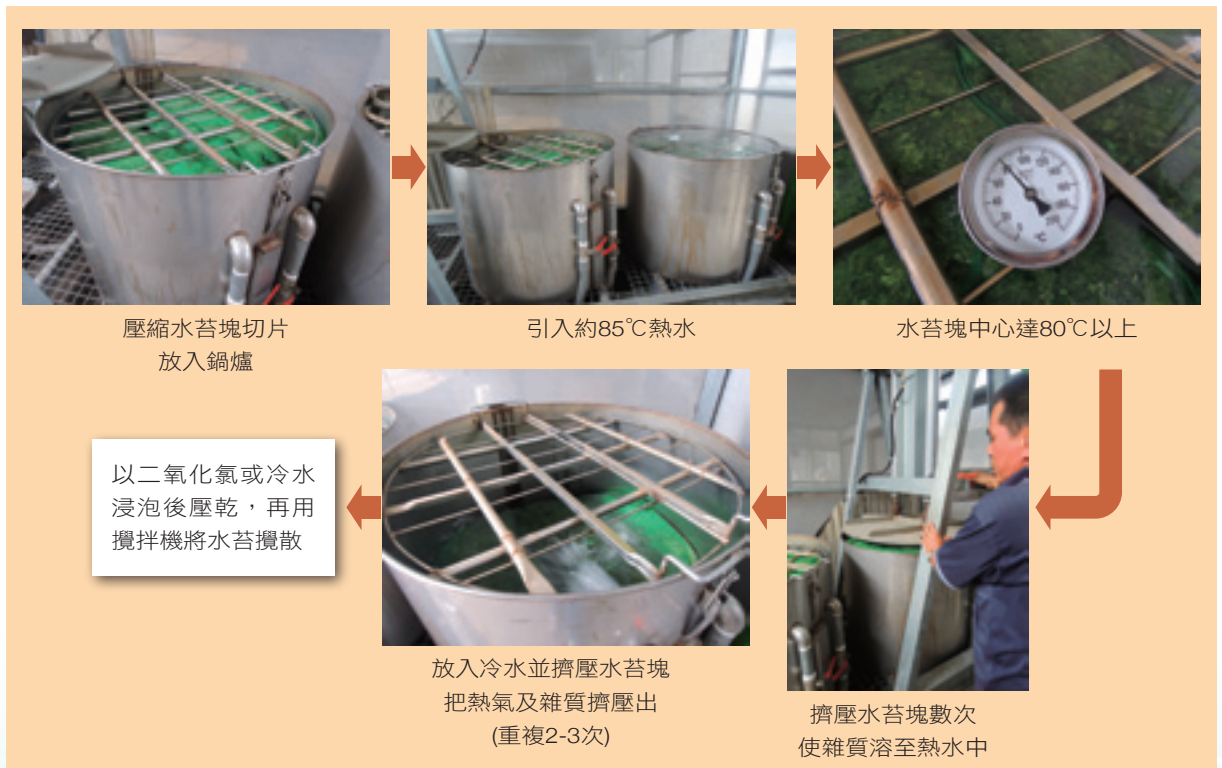 壓縮水苔塊切片
放入鍋爐
引入約85℃熱水
水苔塊中心達80℃以上
擠壓水苔塊數次
使雜質溶至熱水中
放入冷水並擠壓水苔塊
把熱氣及雜質擠壓出
(重複2-3次)
以二氧化氯或冷水
浸泡後壓乾，再用
攪拌機將水苔攪散